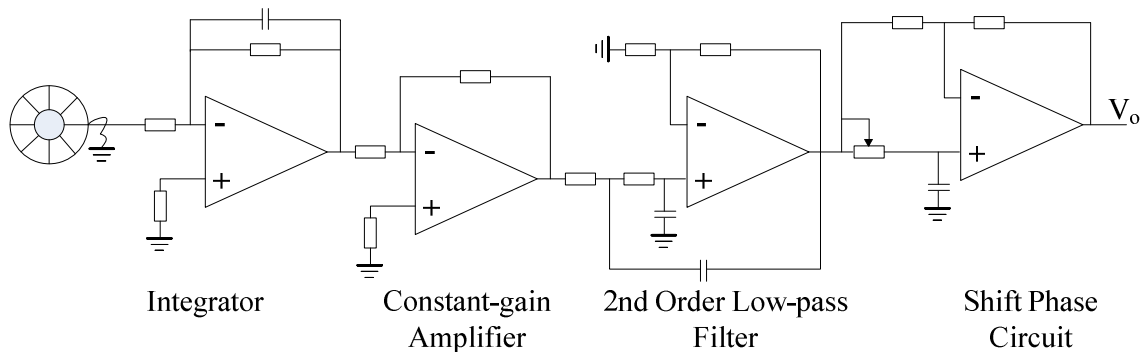 -
+
-
+
-
+
-
+
Vo
Integrator
Constant-gain
Amplifier
2nd Order Low-pass
Filter
Shift Phase
Circuit